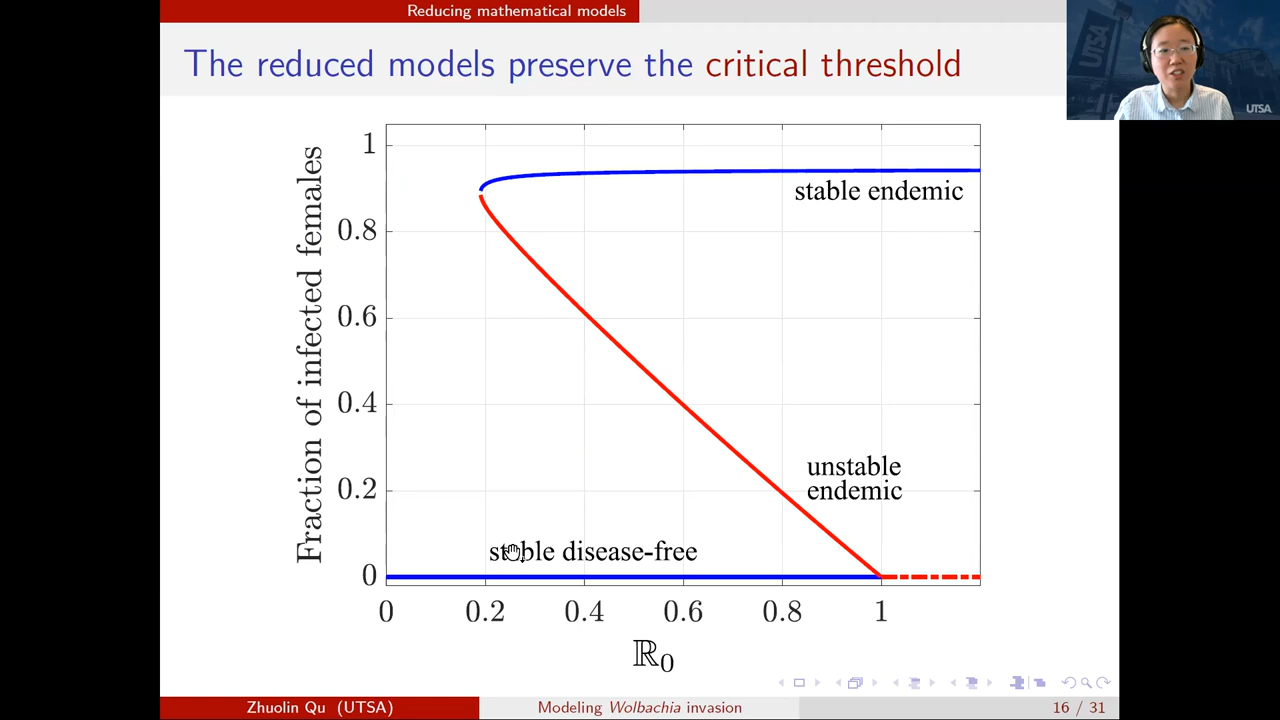 Reducing mathematical models
The reduced models preserve the critical threshold
UTSA
UTSA
Fraction of infected females
1
0.8
0.6
0.4
0.2
0
stable endemic
unstable
endemic
stable disease-free
0 0.2 0.4 0.6 0.8 1
ℝ₀
Zhuolin Qu (UTSA) Modeling Wolbachia invasion 16 / 31